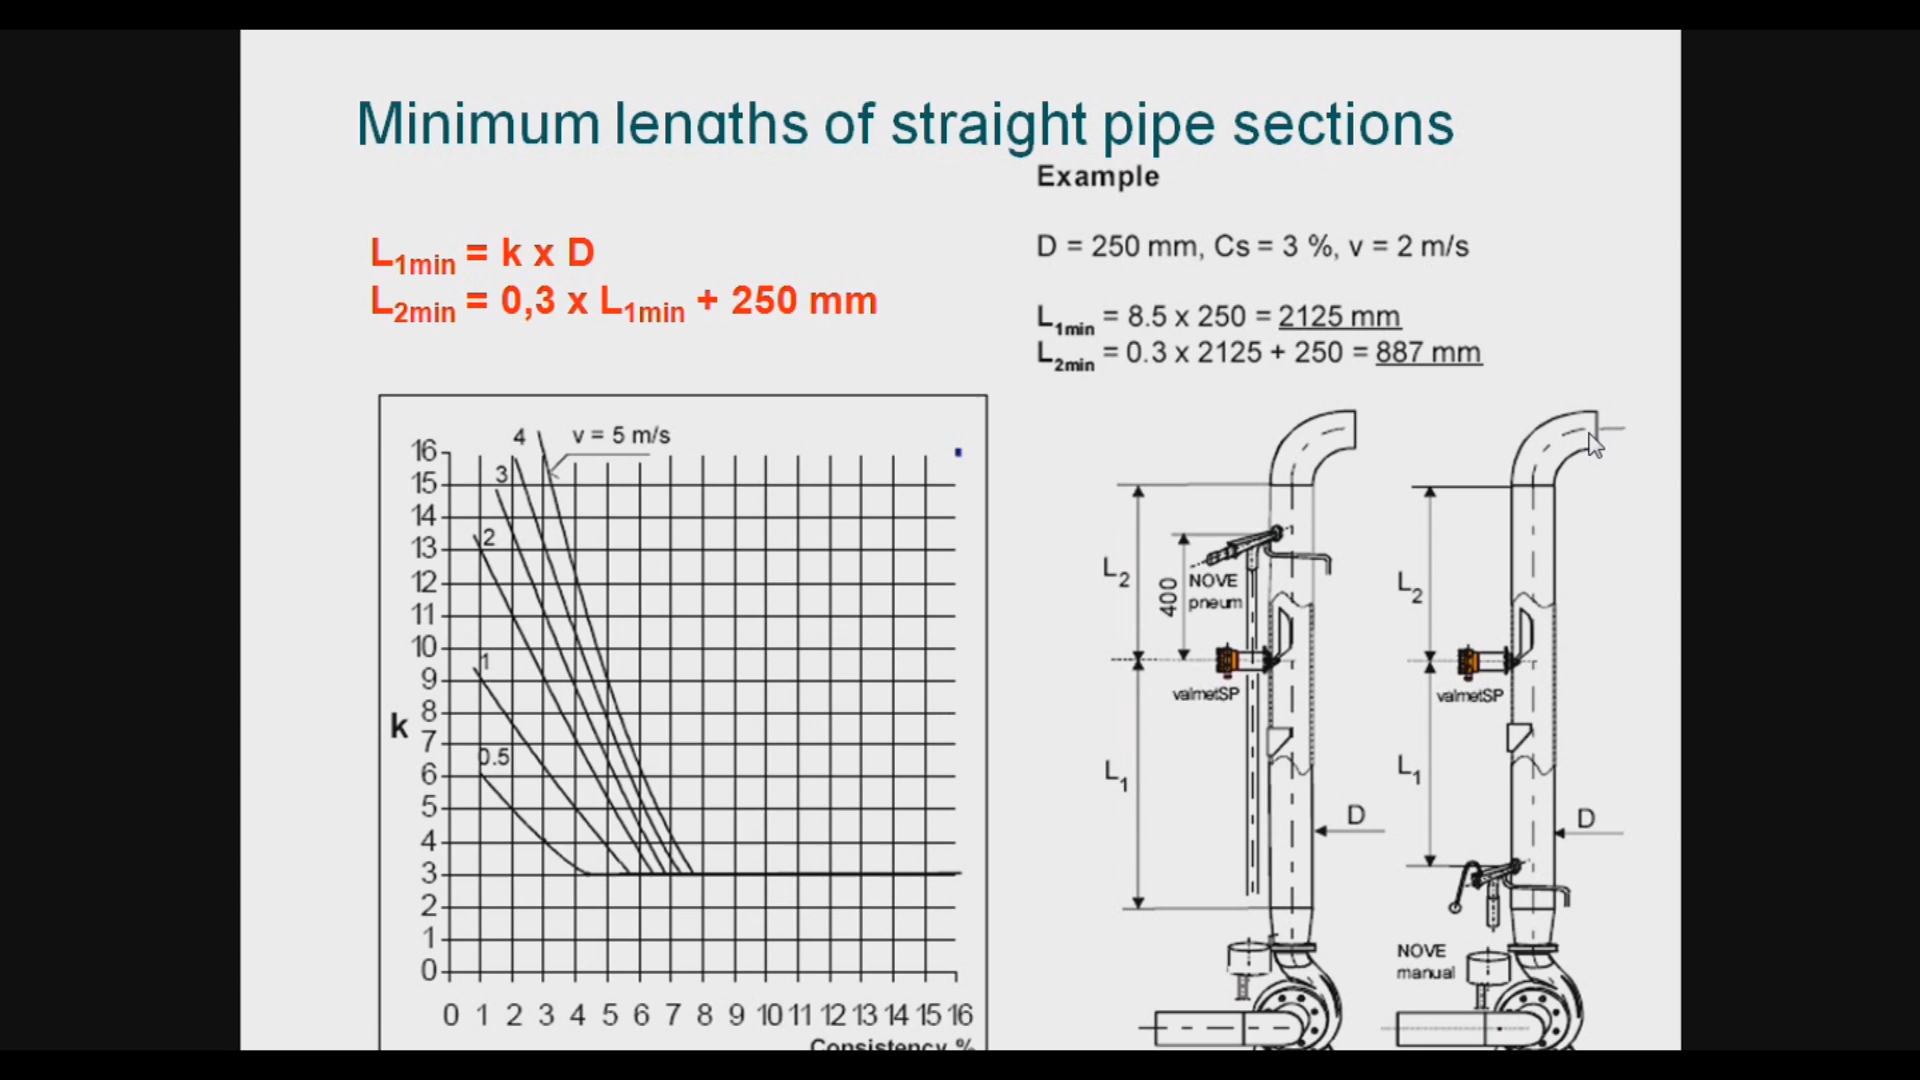 Minimum lengths of straight pipe sections
L1min = k x D
L2min = 0,3 x L1min + 250 mm
Example
D = 250 mm, Cs = 3 %, v = 2 m/s
L1min = 8.5 x 250 = 2125 mm
L2min = 0.3 x 2125 + 250 = 887 mm
4
v = 5 m/s
3
2
1
0.5
16
15
14
13
12
11
10
9
8
7
6
5
4
3
2
1
0
k
0 1 2 3 4 5 6 7 8 9 10 11 12 13 14 15 16
Consistency %
L2
400
NOVE
pneum
valmetSP
L1
D
L2
valmetSP
L1
D
NOVE
manual